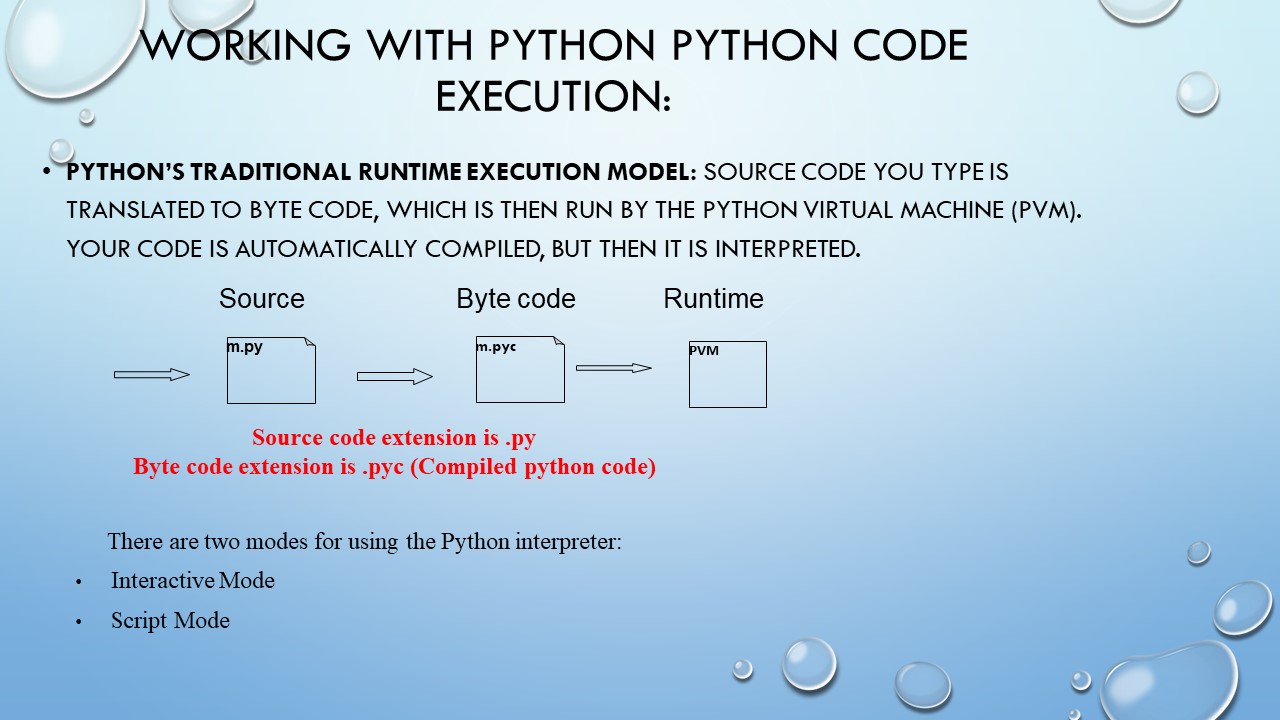 WORKING WITH PYTHON PYTHON CODE
EXECUTION:
• PYTHON’S TRADITIONAL RUNTIME EXECUTION MODEL: SOURCE CODE YOU TYPE IS
TRANSLATED TO BYTE CODE, WHICH IS THEN RUN BY THE PYTHON VIRTUAL MACHINE (PVM).
YOUR CODE IS AUTOMATICALLY COMPILED, BUT THEN IT IS INTERPRETED.
Source Byte code Runtime
m.py m.pyc PVM
Source code extension is .py
Byte code extension is .pyc (Compiled python code)
There are two modes for using the Python interpreter:
• Interactive Mode
• Script Mode